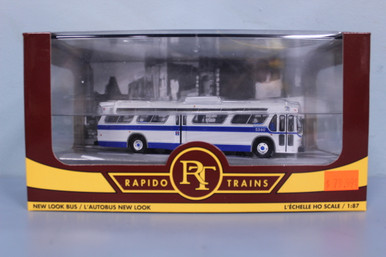 RAPIDO RT TRAINS
NEW LOOK BUS / L'AUTOBUS NEW LOOK
L'ÉCHELLE HO SCALE / 1:87